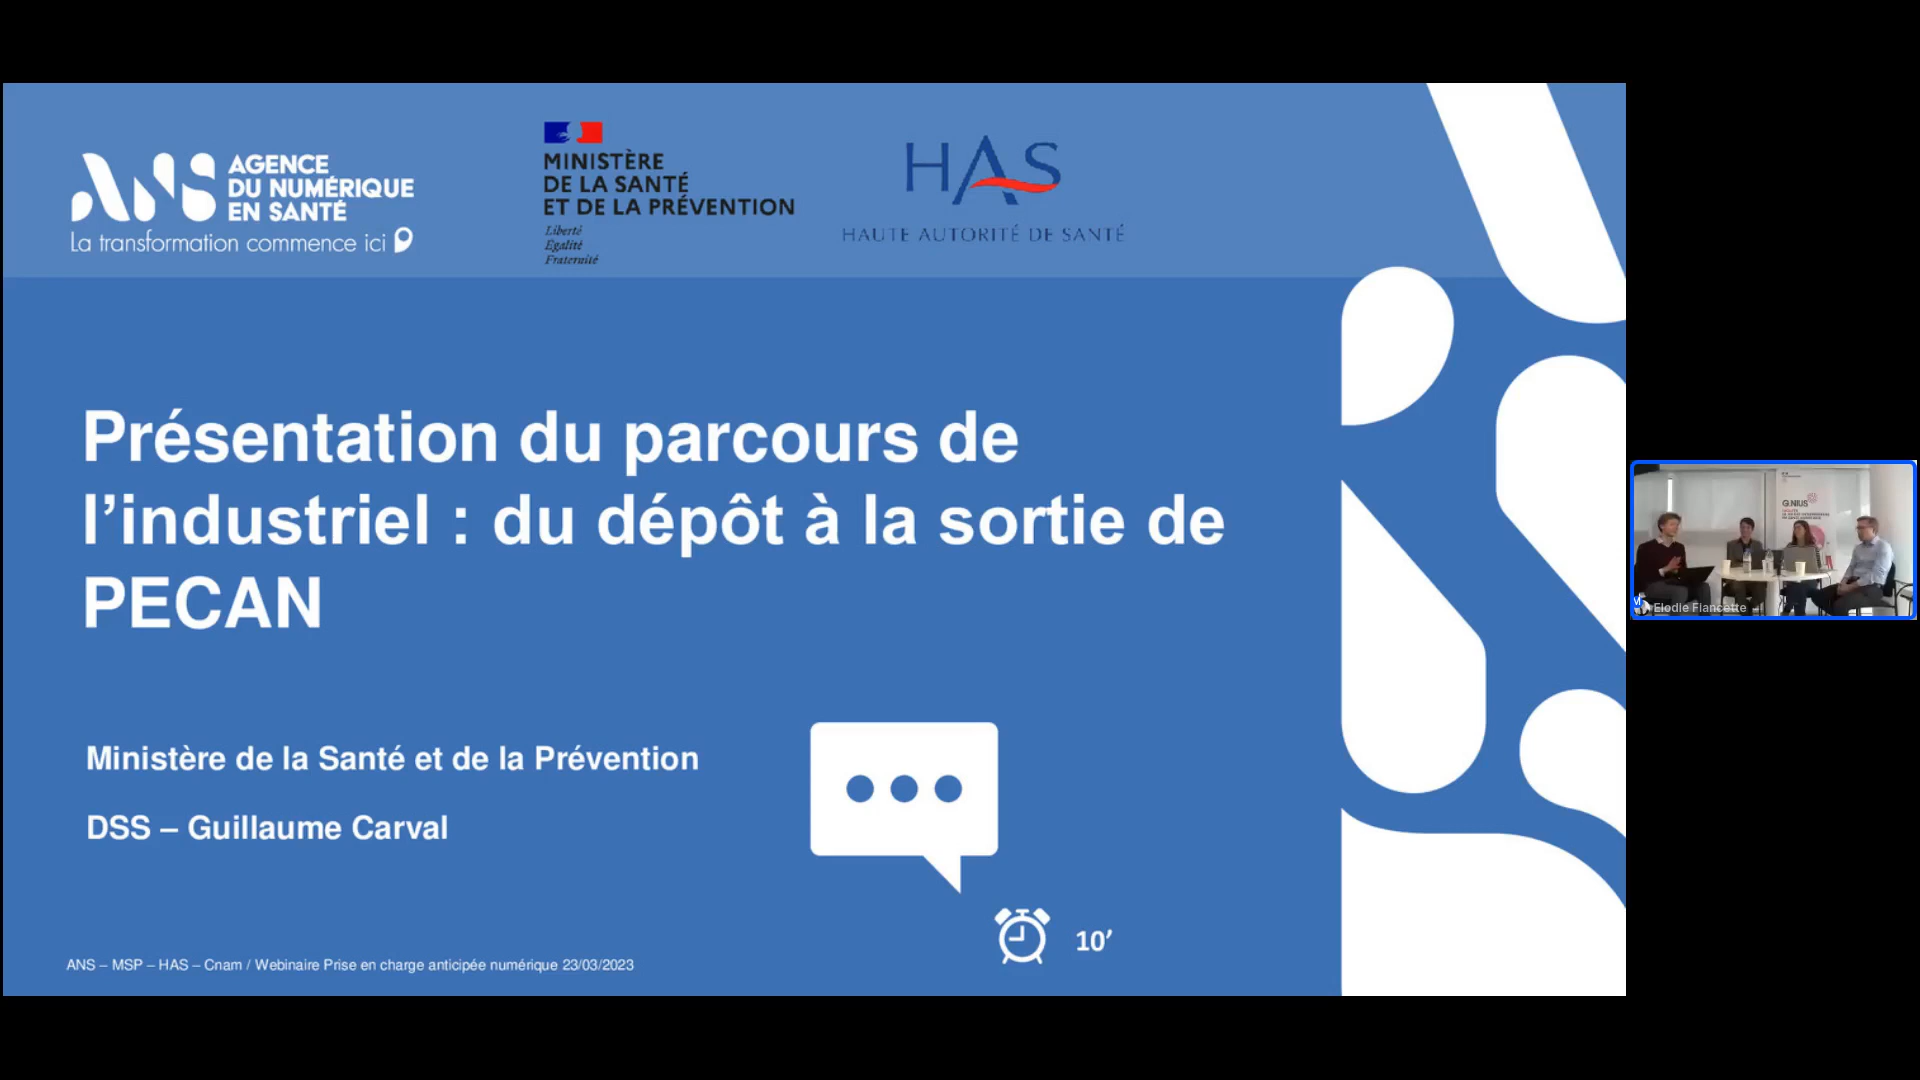 AGENCE
DU NUMÉRIQUE
EN SANTÉ
La transformation commence ici
MINISTÈRE
DE LA SANTÉ
ET DE LA PRÉVENTION
Liberté
Égalité
Fraternité
HAS
HAUTE AUTORITÉ DE SANTÉ
Présentation du parcours de
l’industriel : du dépôt à la sortie de
PECAN
Ministère de la Santé et de la Prévention
DSS – Guillaume Carval
10’
ANS – MSP – HAS – Cnam / Webinaire Prise en charge anticipée numérique 23/03/2023
G_NIUS
Elodie Flancette